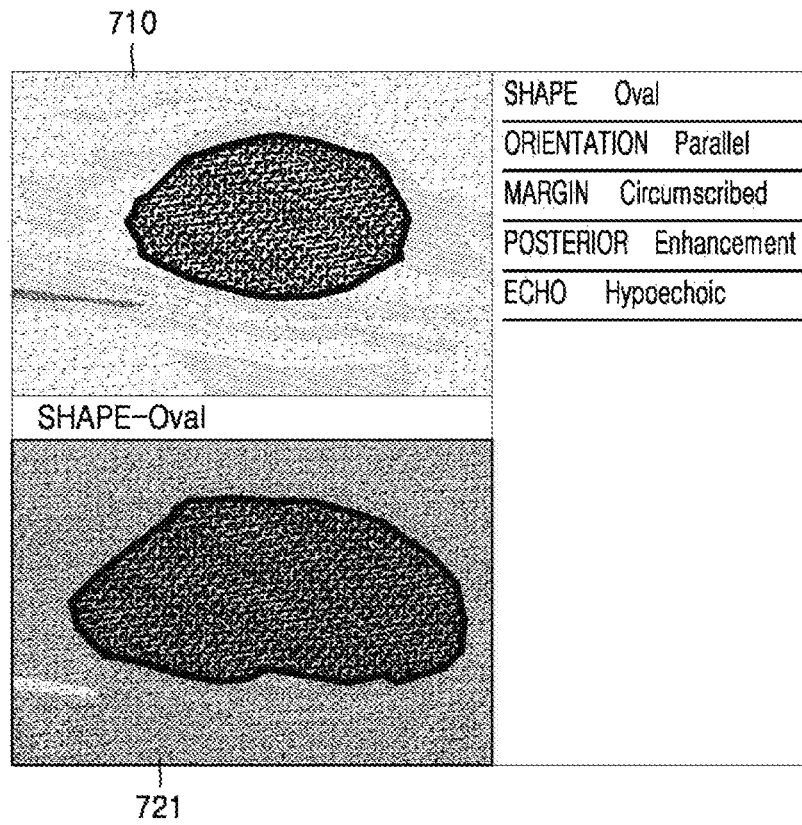 710
SHAPE Oval
ORIENTATION Parallel
MARGIN Circumscribed
POSTERIOR Enhancement
ECHO Hypoechoic
SHAPE-Oval
721